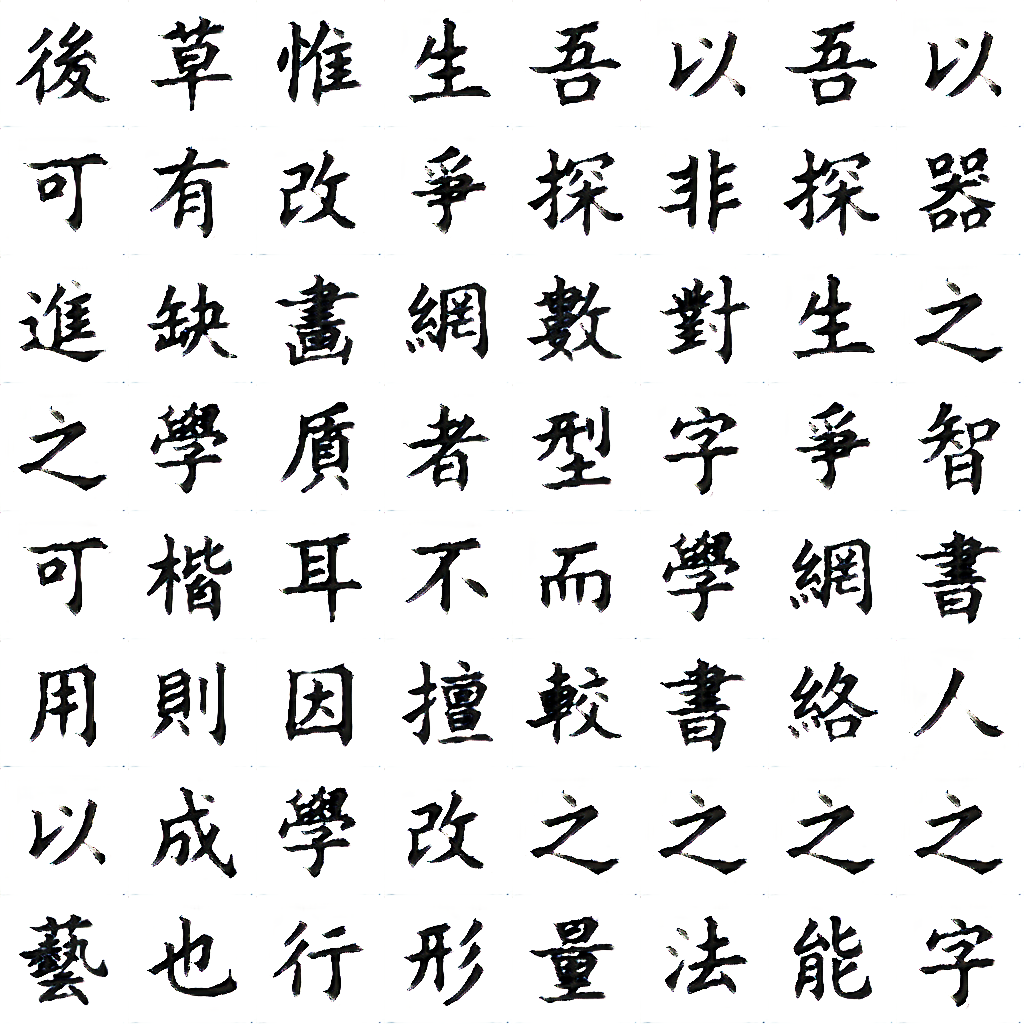 以器之智書人之字
吾探生爭網絡之能
以非對字學書之法
吾探數型而較之量
生爭網者不擅改形
惟改畫貭耳因學行
草有缺學楷則成也
後可進之可用以藝